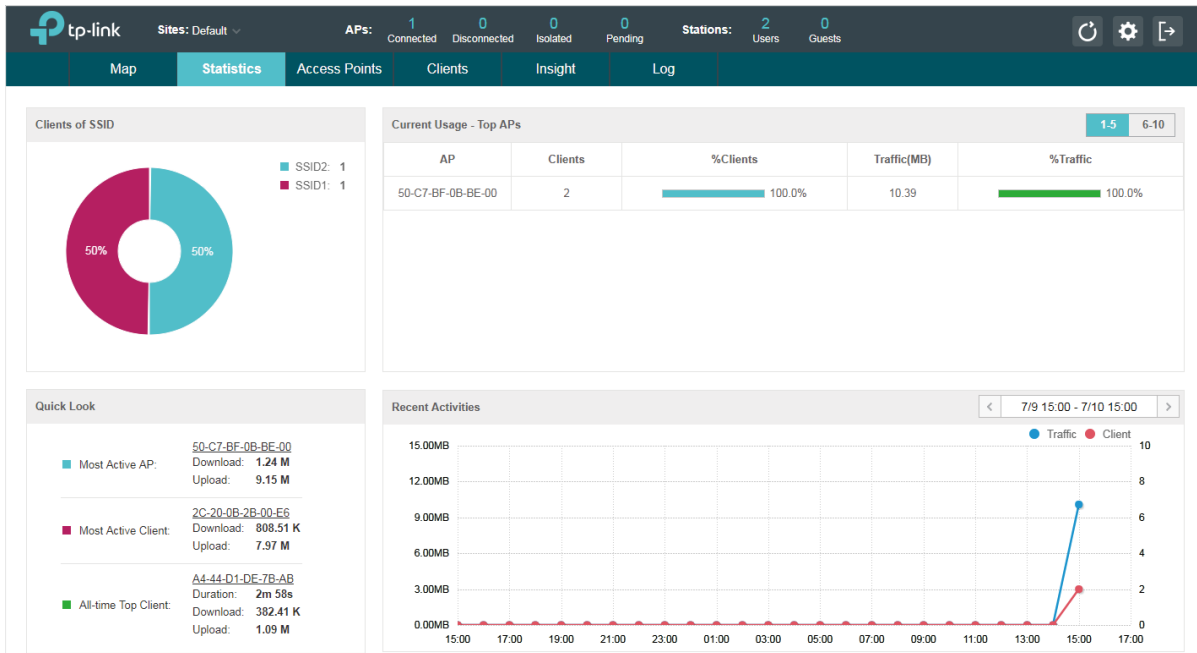 tp-link
Sites: Default
APs:
1
Connected
0
Disconnected
0
Isolated
0
Pending
Stations:
2
Users
0
Guests
Map
Statistics
Access Points
Clients
Insight
Log
Clients of SSID
SSID2: 1
SSID1: 1
50%
50%
Current Usage - Top APs
1-5
6-10
AP Clients %Clients Traffic(MB) %Traffic
50-C7-BF-0B-BE-00 2 100.0% 10.39 100.0%
Quick Look
Most Active AP:
50-C7-BF-0B-BE-00
Download: 1.24 M
Upload: 9.15 M
Most Active Client:
2C-20-0B-2B-00-E6
Download: 808.51 K
Upload: 7.97 M
All-time Top Client:
A4-44-D1-DE-7B-AB
Duration: 2m 58s
Download: 382.41 K
Upload: 1.09 M
Recent Activities
7/9 15:00 - 7/10 15:00
Traffic Client
15.00MB 10
12.00MB 8
9.00MB 6
6.00MB 4
3.00MB 2
0.00MB 0
15:00 17:00 19:00 21:00 23:00 01:00 03:00 05:00 07:00 09:00 11:00 13:00 15:00 17:00